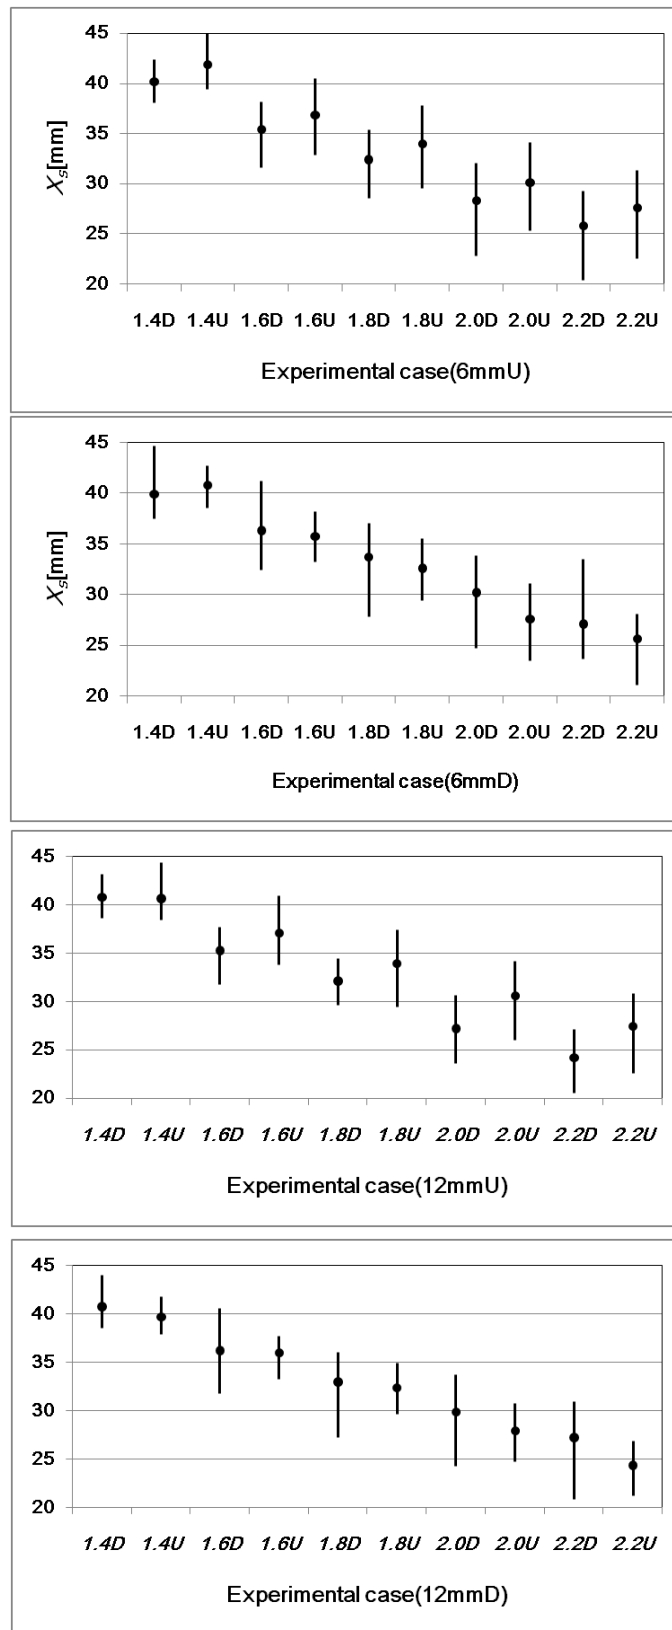 45
40
35
30
25
20
X_s[mm]
1.4D 1.4U 1.6D 1.6U 1.8D 1.8U 2.0D 2.0U 2.2D 2.2U
Experimental case(6mmU)
45
40
35
30
25
20
X_s[mm]
1.4D 1.4U 1.6D 1.6U 1.8D 1.8U 2.0D 2.0U 2.2D 2.2U
Experimental case(6mmD)
45
40
35
30
25
20
1.4D 1.4U 1.6D 1.6U 1.8D 1.8U 2.0D 2.0U 2.2D 2.2U
Experimental case(12mmU)
45
40
35
30
25
20
1.4D 1.4U 1.6D 1.6U 1.8D 1.8U 2.0D 2.0U 2.2D 2.2U
Experimental case(12mmD)